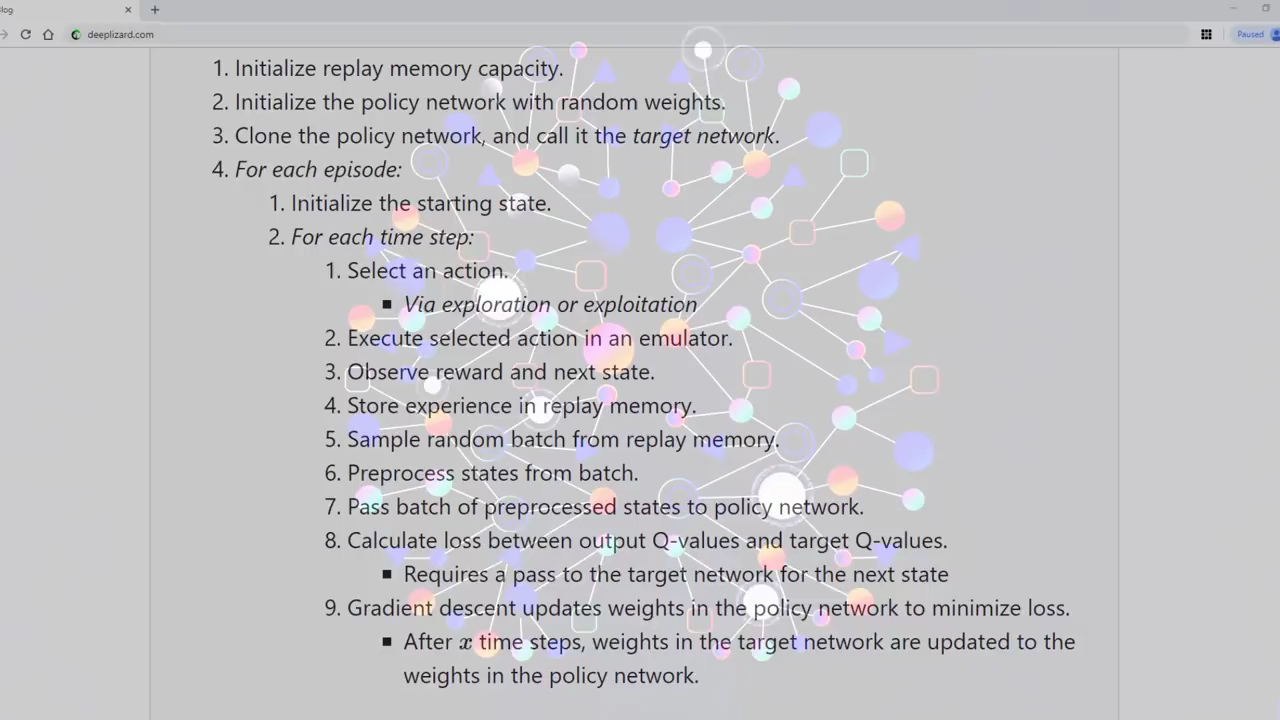 log
deeplizard.com
Paused
1. Initialize replay memory capacity.
2. Initialize the policy network with random weights.
3. Clone the policy network, and call it the target network.
4. For each episode:
1. Initialize the starting state.
2. For each time step:
1. Select an action.
▪ Via exploration or exploitation
2. Execute selected action in an emulator.
3. Observe reward and next state.
4. Store experience in replay memory.
5. Sample random batch from replay memory.
6. Preprocess states from batch.
7. Pass batch of preprocessed states to policy network.
8. Calculate loss between output Q-values and target Q-values.
▪ Requires a pass to the target network for the next state
9. Gradient descent updates weights in the policy network to minimize loss.
▪ After x time steps, weights in the target network are updated to the
weights in the policy network.